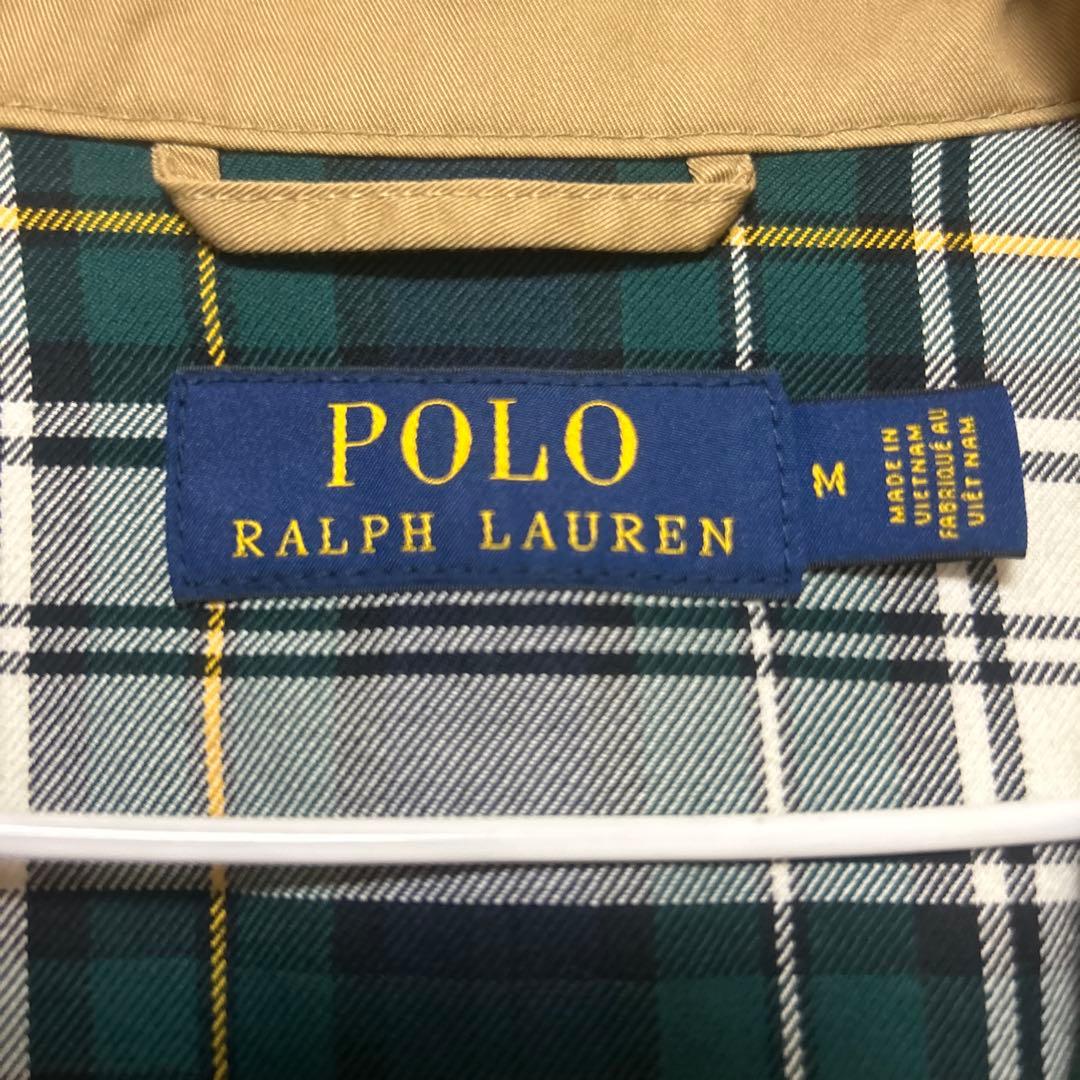 POLO
RALPH LAUREN
M
MADE IN
VIETNAM
FABRIQUÉ AU
VIÊT NAM